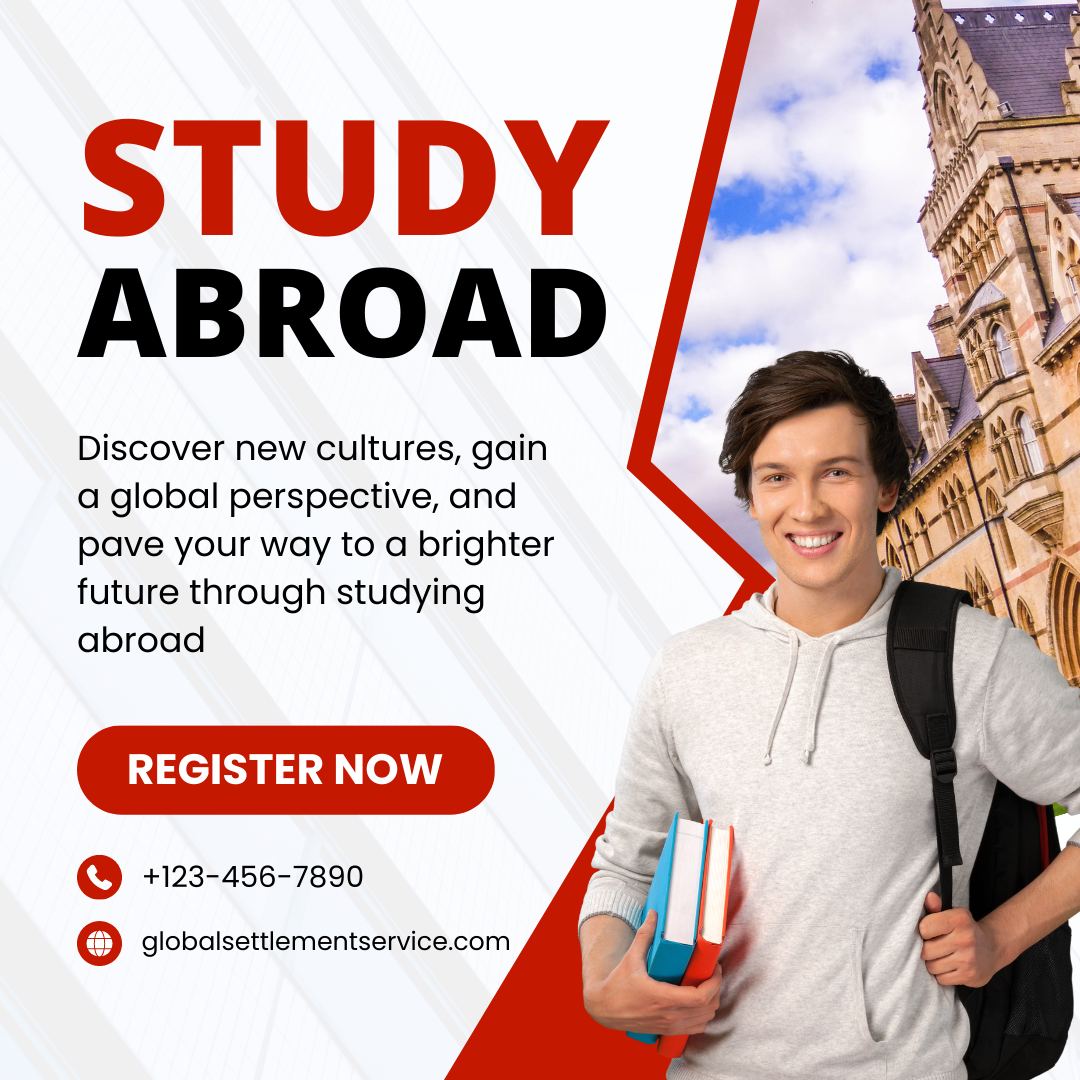 STUDY
ABROAD
Discover new cultures, gain
a global perspective, and
pave your way to a brighter
future through studying
abroad
REGISTER NOW
+123-456-7890
globalsettlementservice.com